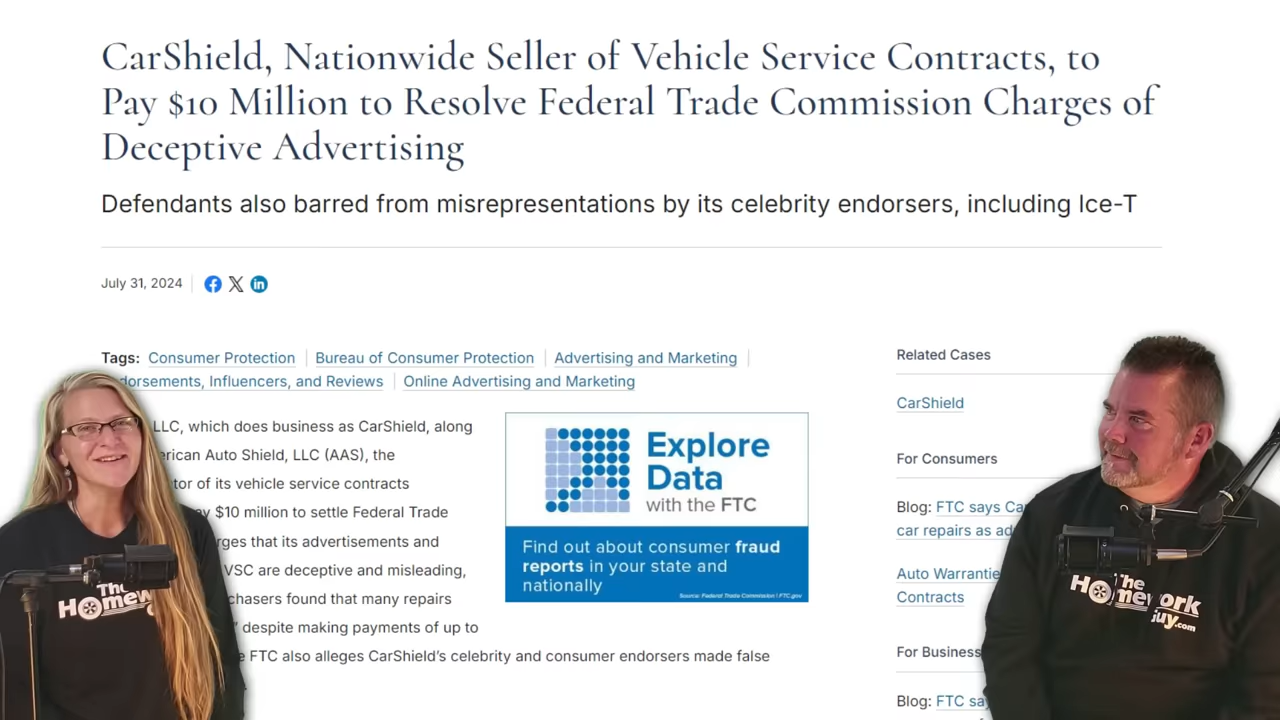 CarShield, Nationwide Seller of Vehicle Service Contracts, to
Pay $10 Million to Resolve Federal Trade Commission Charges of
Deceptive Advertising
Defendants also barred from misrepresentations by its celebrity endorsers, including Ice-T
July 31, 2024
Tags: Consumer Protection | Bureau of Consumer Protection | Advertising and Marketing |
dorsements, Influencers, and Reviews | Online Advertising and Marketing
LLC, which does business as CarShield, along
erican Auto Shield, LLC (AAS), the
tor of its vehicle service contracts
$10 million to settle Federal Trade
rges that its advertisements and
VSC are deceptive and misleading,
chasers found that many repairs
" despite making payments of up to
e FTC also alleges CarShield's celebrity and consumer endorsers made false
Explore
Data
with the FTC
Find out about consumer fraud
reports in your state and
nationally
Source: Federal Trade Commission | FTC.gov
Related Cases
CarShield
For Consumers
Blog: FTC says Ca
car repairs as ad
Auto Warrantie
Contracts
For Business
Blog: FTC sa
The
Homew
The
Homework
Guy.com